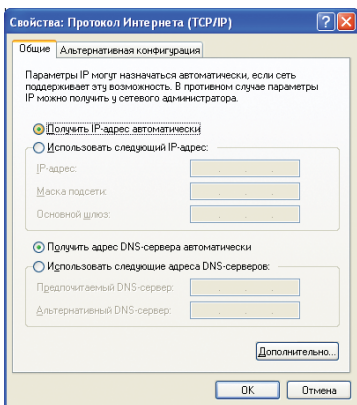 Свойства: Протокол Интернета (TCP/IP)
Общие
Альтернативная конфигурация
Параметры IP могут назначаться автоматически, если сеть
поддерживает эту возможность. В противном случае параметры
IP можно получить у сетевого администратора.
Получить IP-адрес автоматически
Использовать следующий IP-адрес:
IP-адрес:
Маска подсети:
Основной шлюз:
Получить адрес DNS-сервера автоматически
Использовать следующие адреса DNS-серверов:
Предпочитаемый DNS-сервер:
Альтернативный DNS-сервер:
Дополнительно...
OK
Отмена